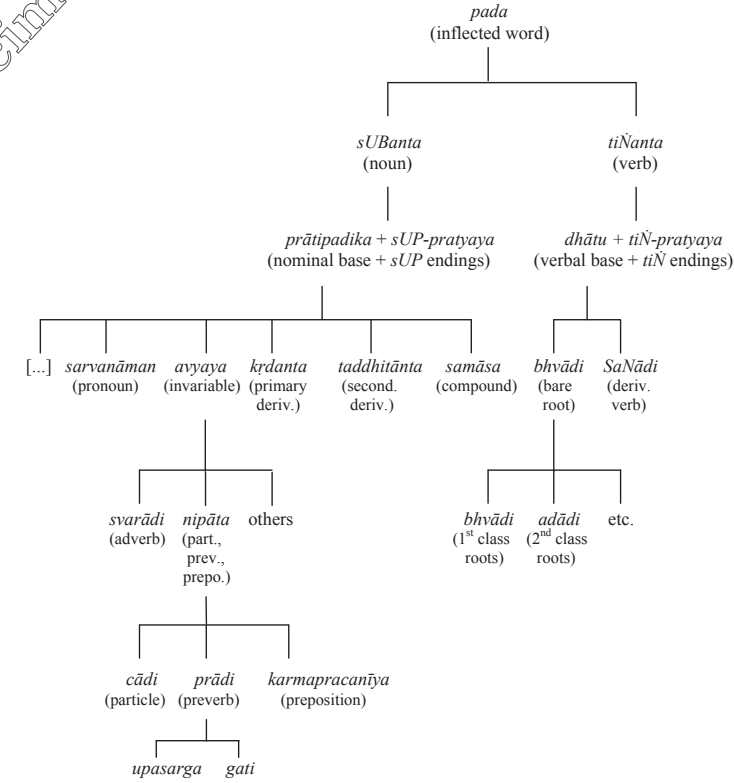 pada
(inflected word)
sUBanta
(noun)
tiṄanta
(verb)
prātipadika + sUP-pratyaya
(nominal base + sUP endings)
dhātu + tiṄ-pratyaya
(verbal base + tiṄ endings)
[...]
sarvanāman
(pronoun)
avyaya
(invariable)
kṛdanta
(primary
deriv.)
taddhitānta
(second.
deriv.)
samāsa
(compound)
bhvādi
(bare
root)
SaNādi
(deriv.
verb)
svarādi
(adverb)
nipāta
(part.,
prev.,
prepo.)
others
bhvādi
(1st class
roots)
adādi
(2nd class
roots)
etc.
cādi
(particle)
prādi
(preverb)
karmapracanīya
(preposition)
upasarga
gati